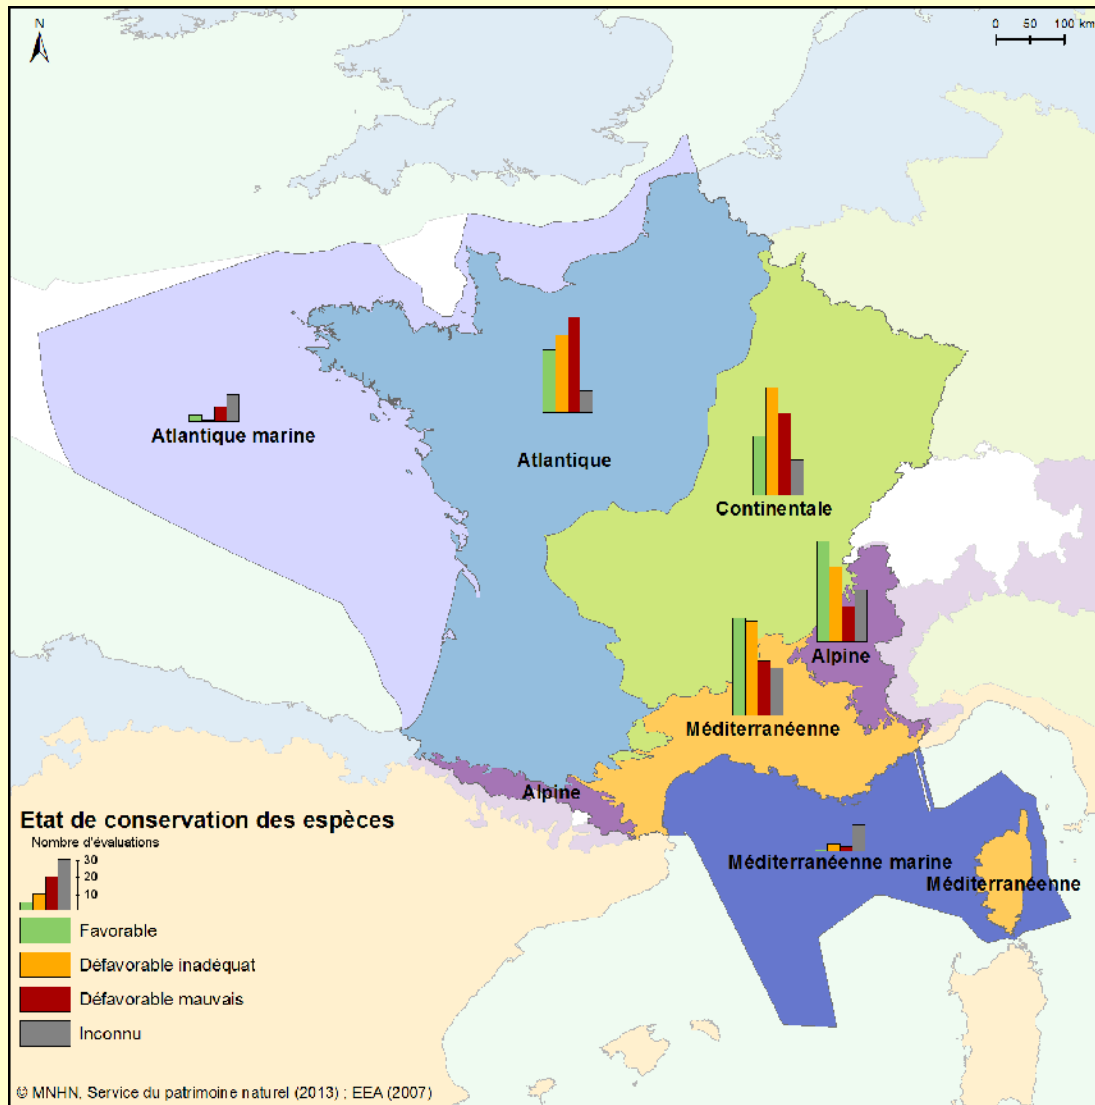 N
0 50 100 km
Atlantique marine
Atlantique
Continentale
Alpine
Méditerranéenne
Alpine
Méditerranéenne marine
Méditerranéenne
Etat de conservation des espèces
Nombre d'évaluations
30
20
10
Favorable
Défavorable inadéquat
Défavorable mauvais
Inconnu
© MNHN, Service du patrimoine naturel (2013) ; EEA (2007)